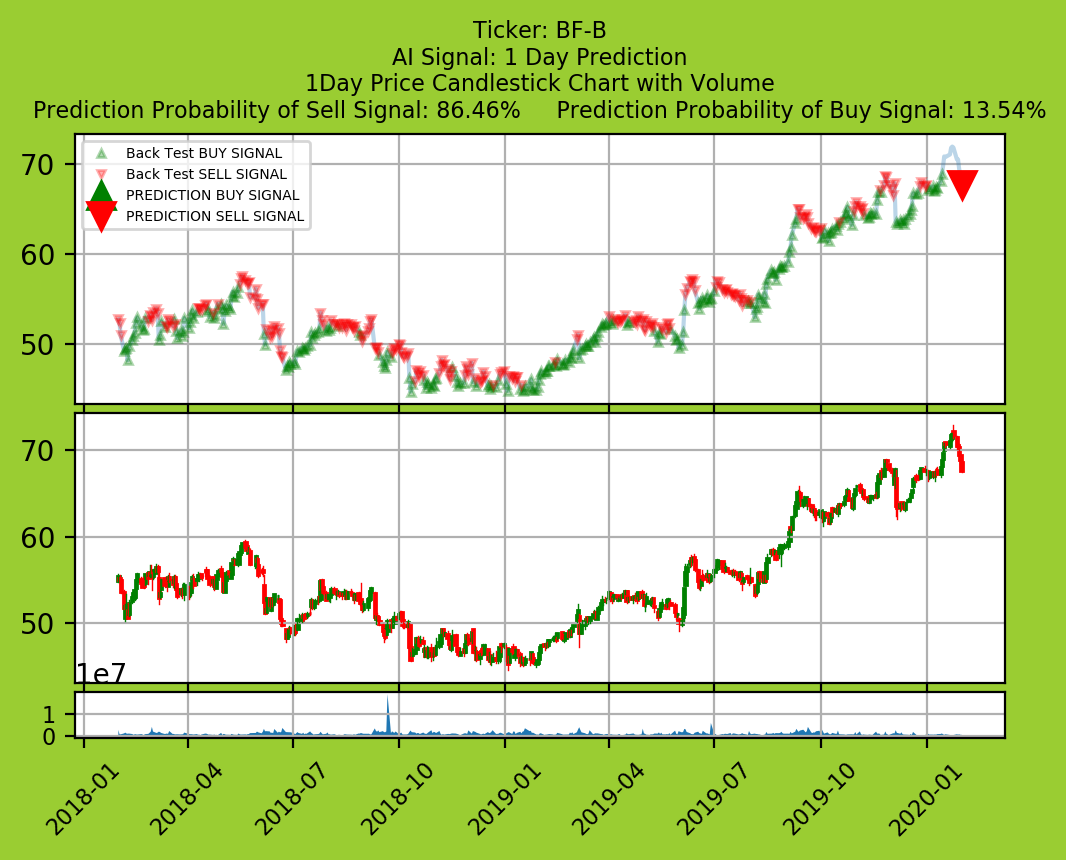 Ticker: BF-B
AI Signal: 1 Day Prediction
1Day Price Candlestick Chart with Volume
Prediction Probability of Sell Signal: 86.46%     Prediction Probability of Buy Signal: 13.54%
Back Test BUY SIGNAL
Back Test SELL SIGNAL
PREDICTION BUY SIGNAL
PREDICTION SELL SIGNAL
70
60
50
70
60
50
1e7
1
0
2018-01
2018-04
2018-07
2018-10
2019-01
2019-04
2019-07
2019-10
2020-01